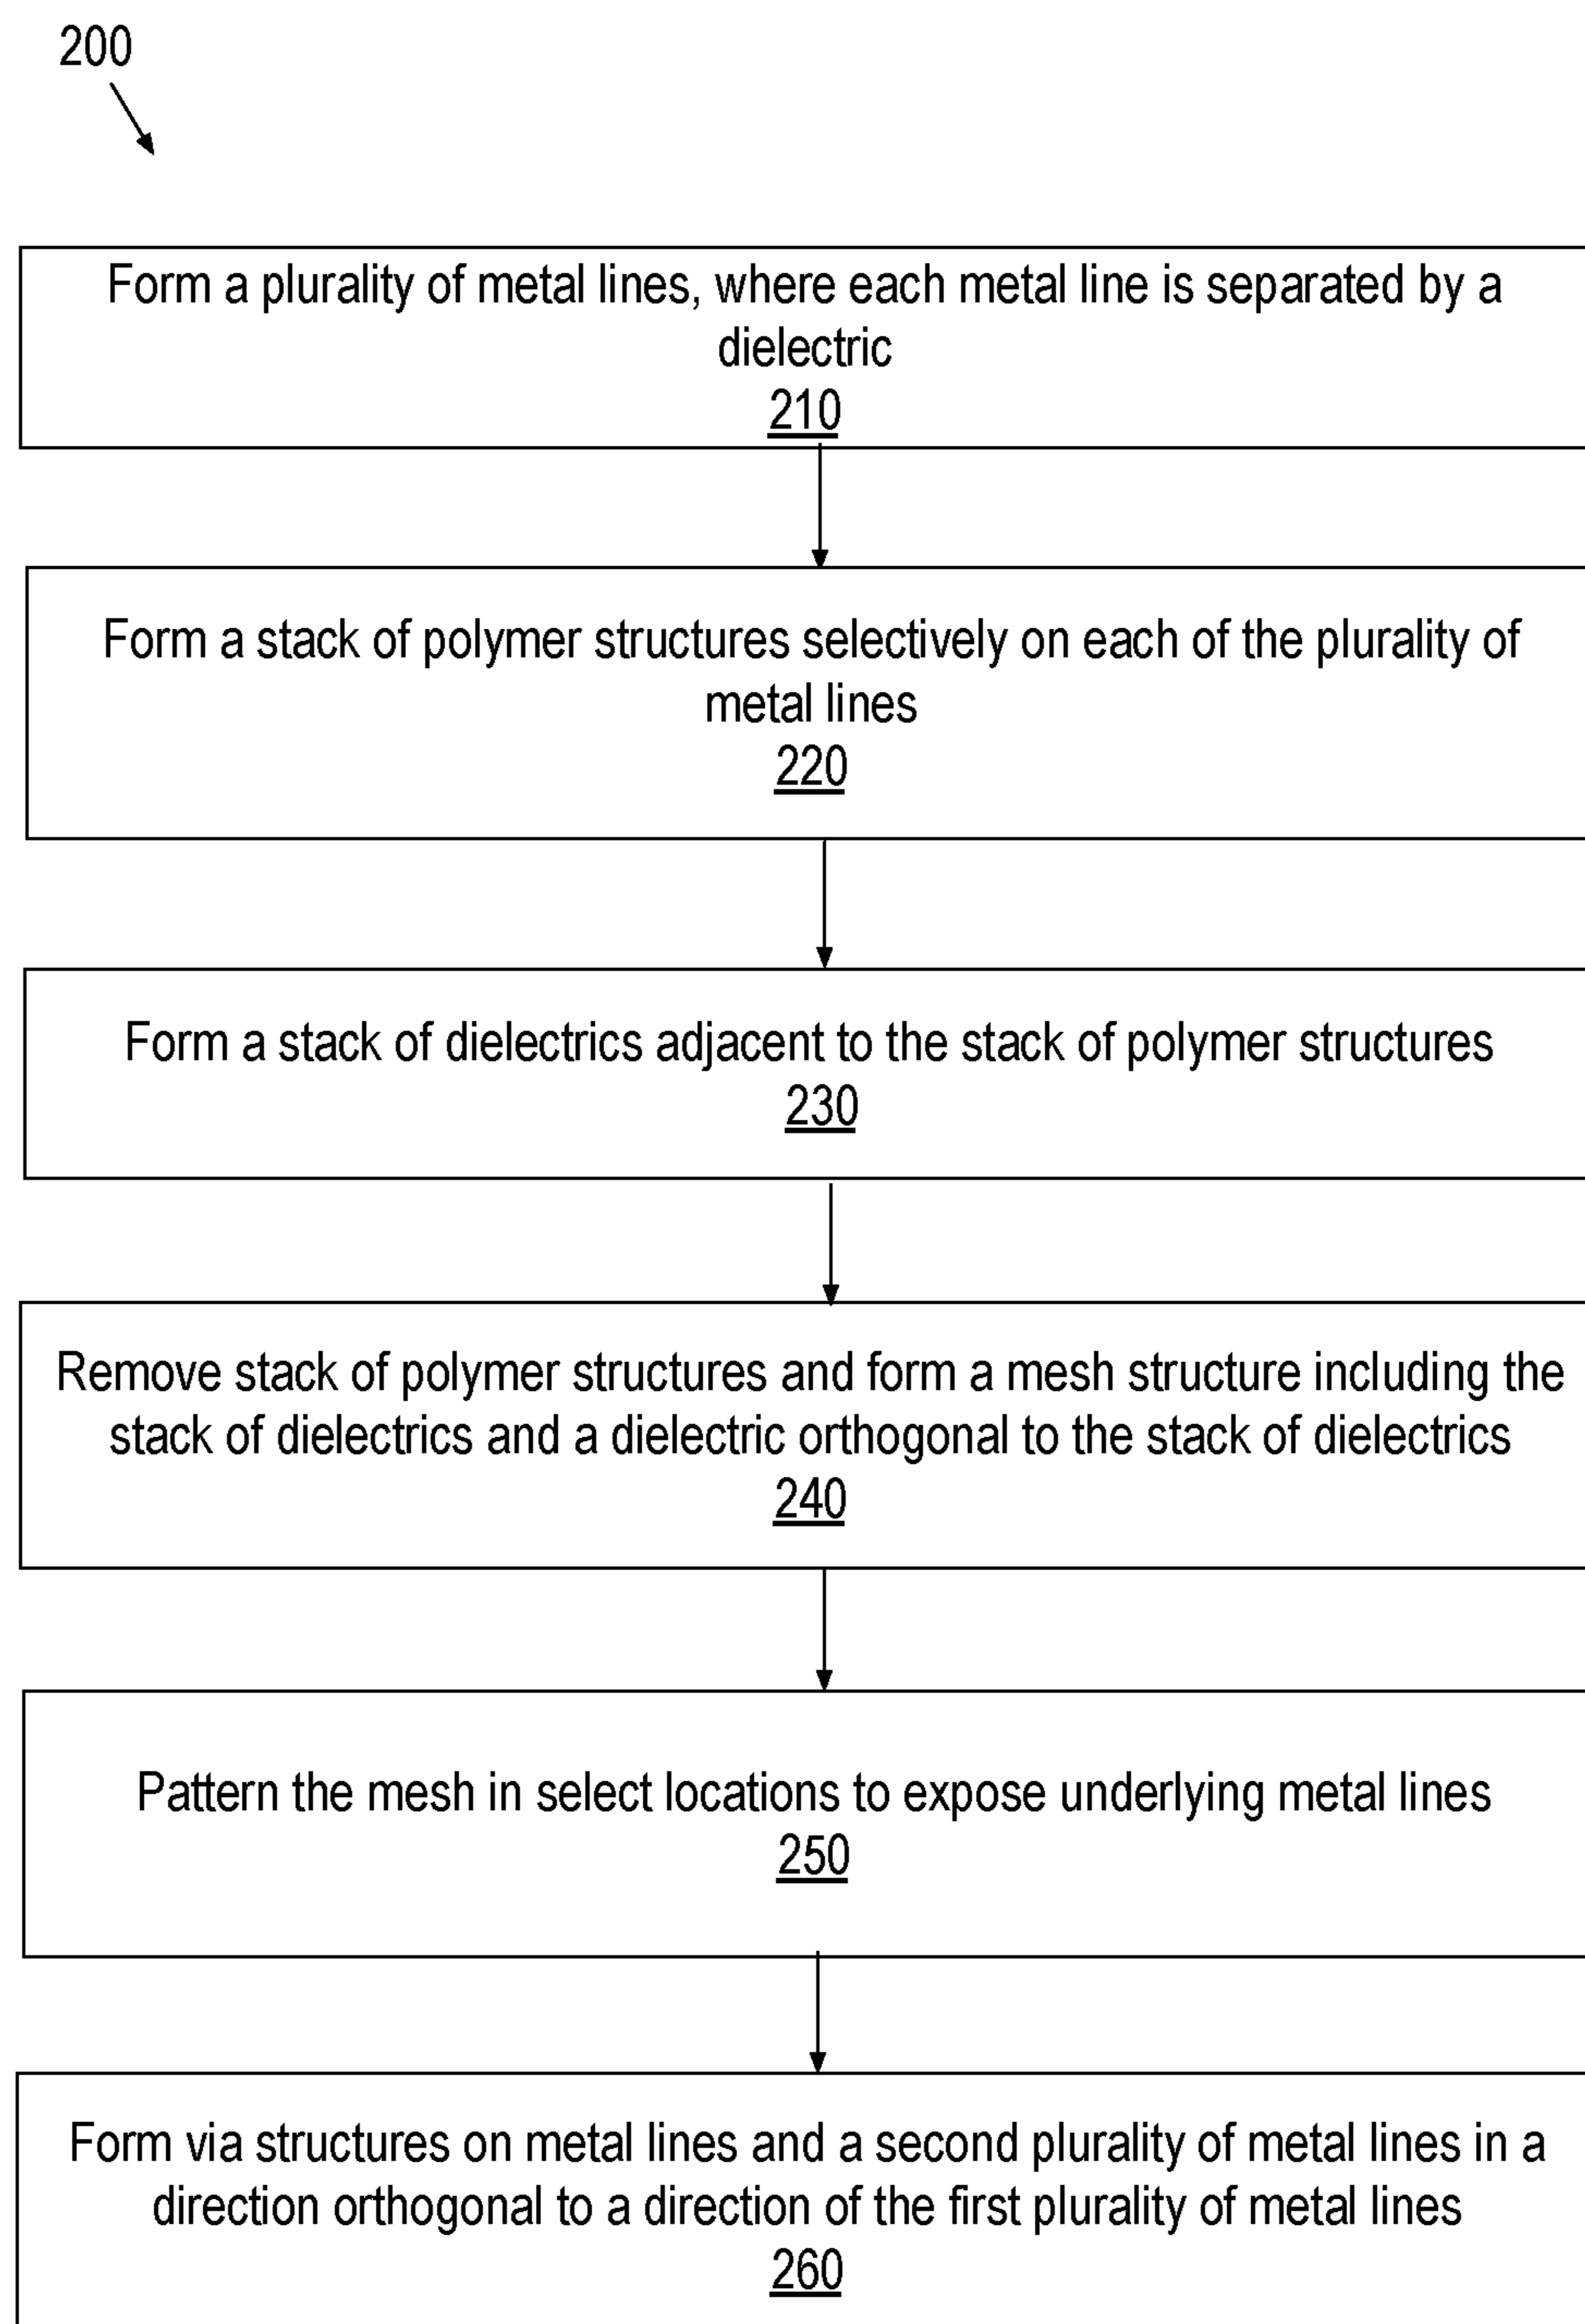 200
Form a plurality of metal lines, where each metal line is separated by a
dielectric
210
Form a stack of polymer structures selectively on each of the plurality of
metal lines
220
Form a stack of dielectrics adjacent to the stack of polymer structures
230
Remove stack of polymer structures and form a mesh structure including the
stack of dielectrics and a dielectric orthogonal to the stack of dielectrics
240
Pattern the mesh in select locations to expose underlying metal lines
250
Form via structures on metal lines and a second plurality of metal lines in a
direction orthogonal to a direction of the first plurality of metal lines
260